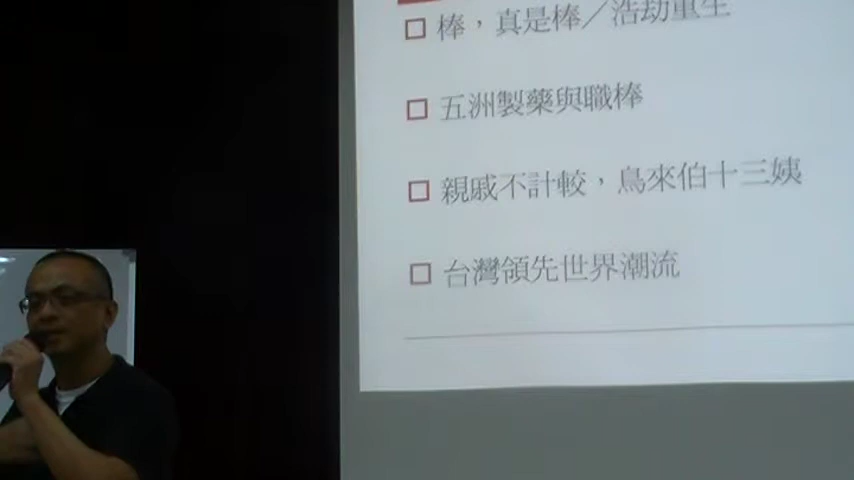 棒，真是棒／浩劫重生
五洲製藥與職棒
親戚不計較，鳥來伯十三姨
台灣領先世界潮流